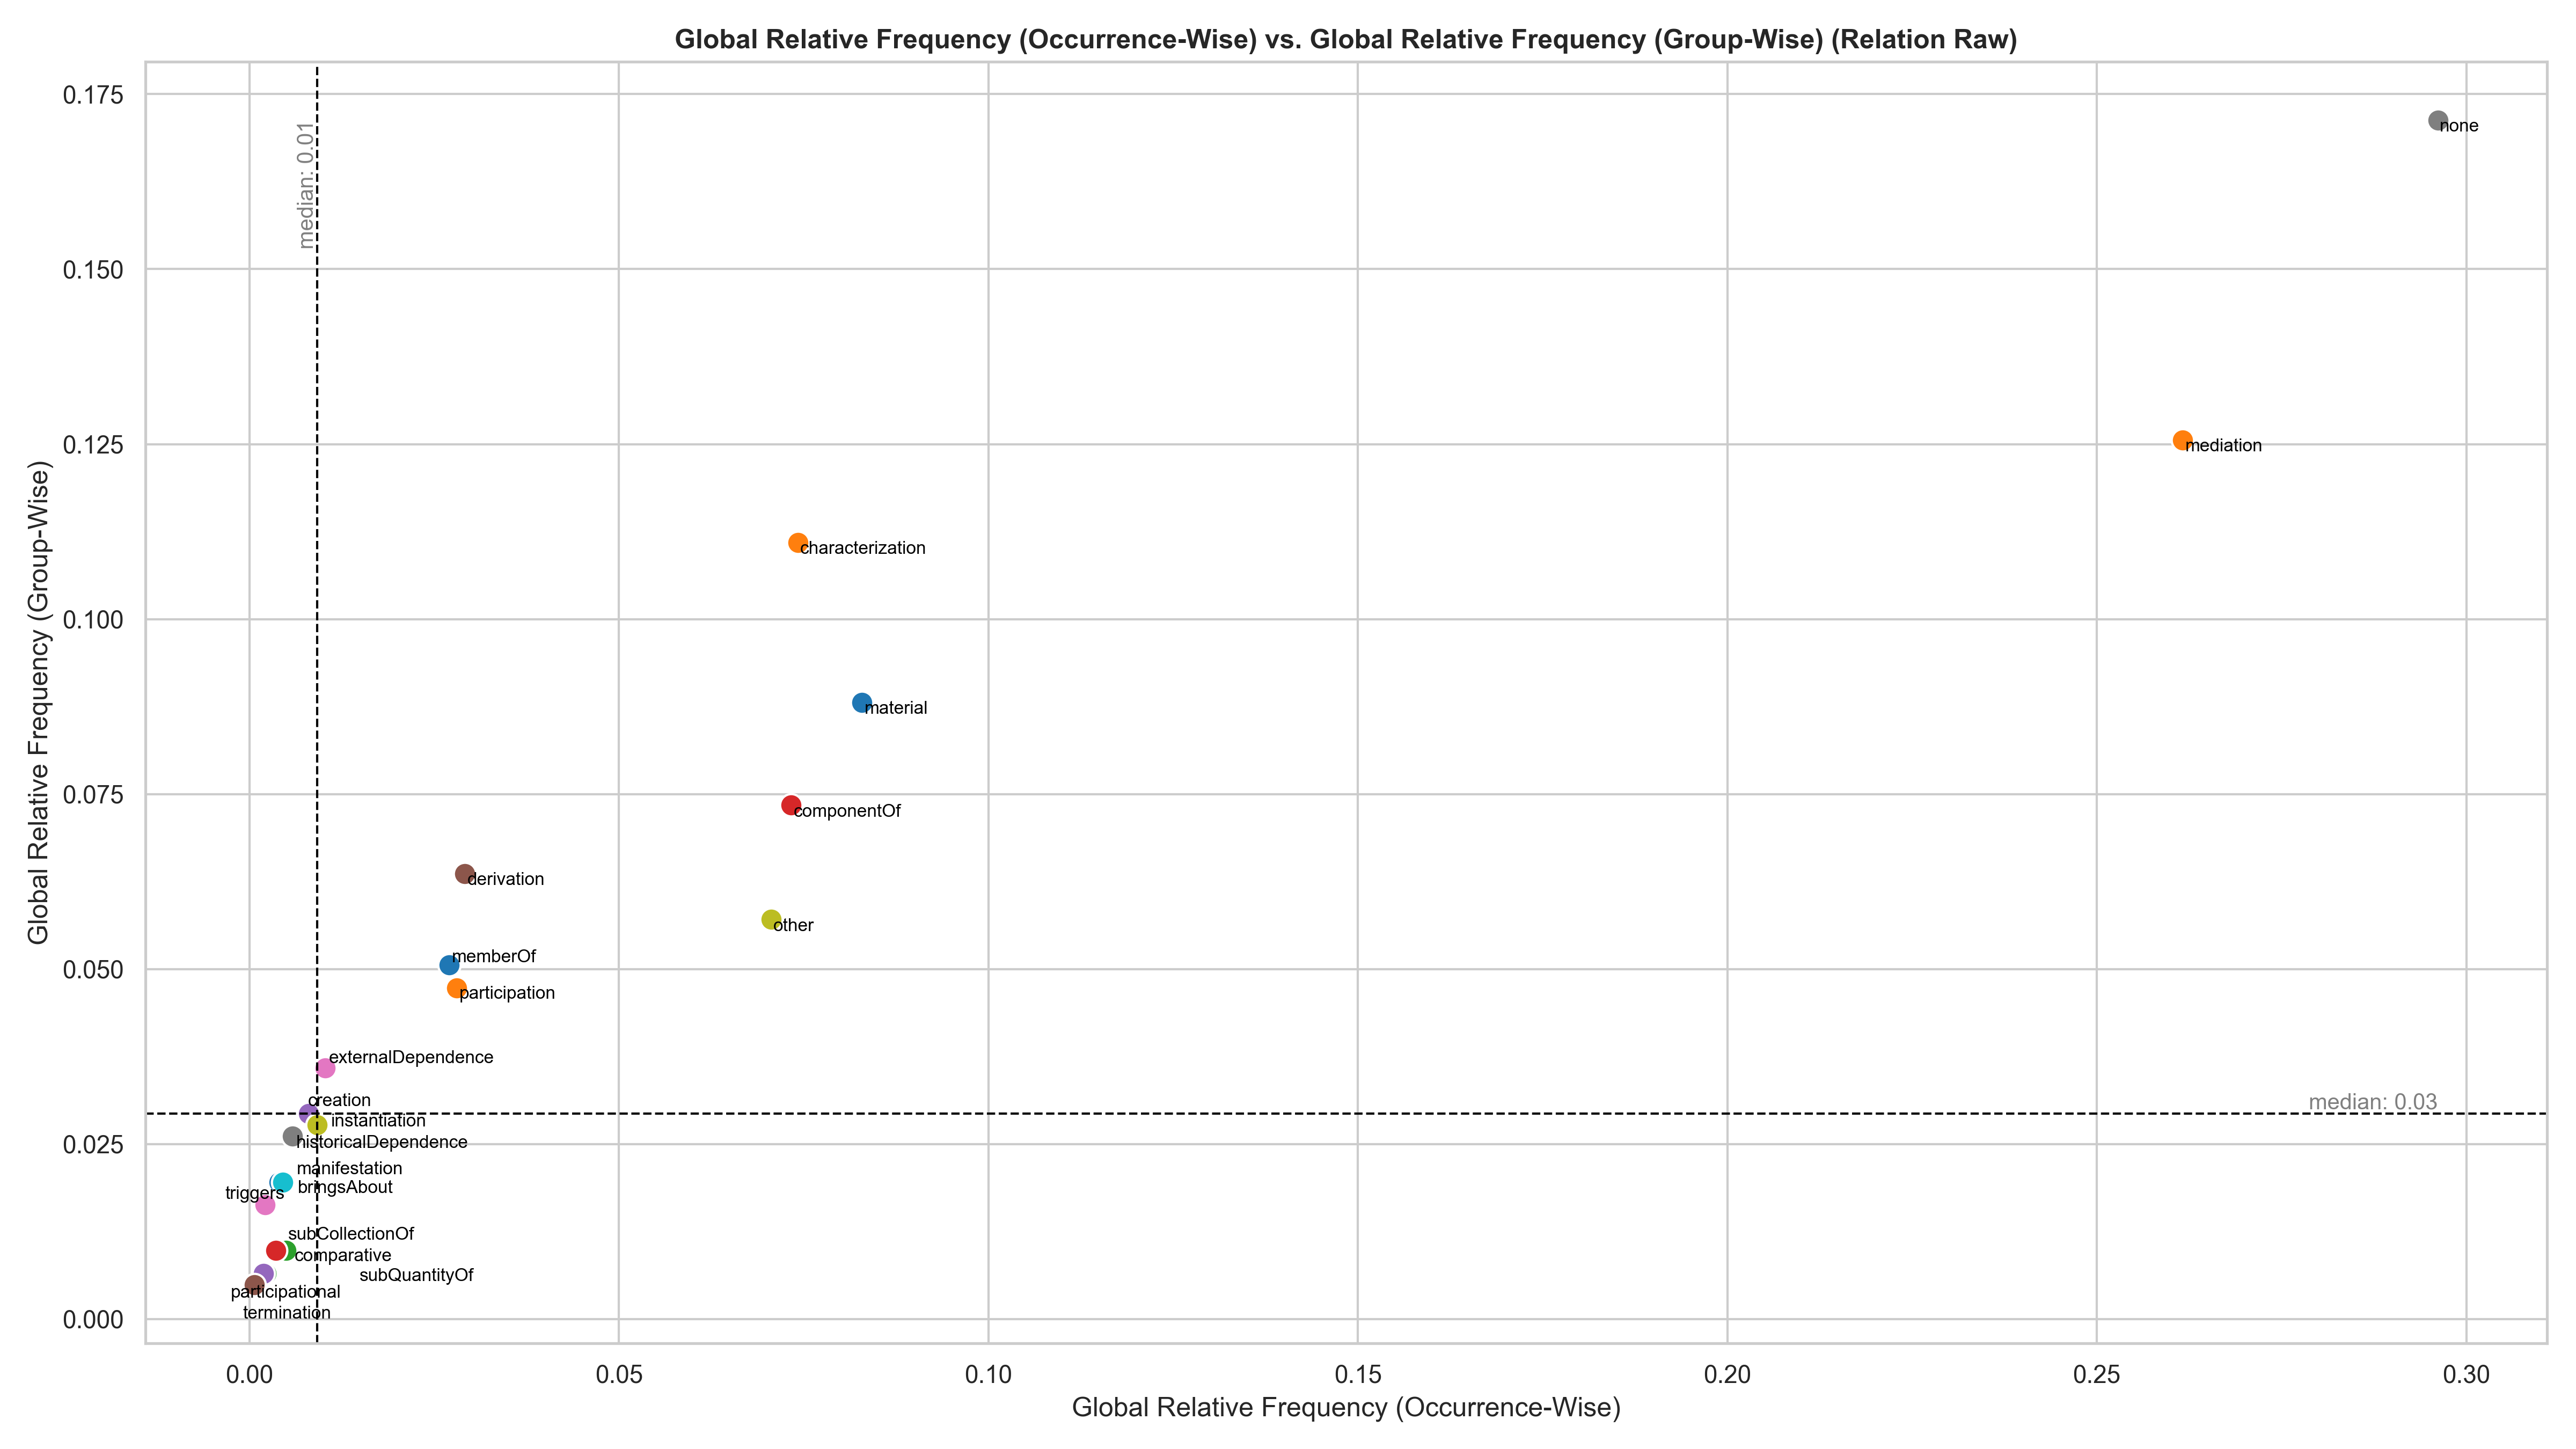 Global Relative Frequency (Occurrence-Wise) vs. Global Relative Frequency (Group-Wise) (Relation Raw)
Global Relative Frequency (Group-Wise)
0.175
0.150
0.125
0.100
0.075
0.050
0.025
0.000
median: 0.01
none
mediation
characterization
material
componentOf
derivation
other
memberOf
participation
externalDependence
creation
median: 0.03
instantiation
historicalDependence
manifestation
bringsAbout
triggers
subCollectionOf
comparative
subQuantityOf
participational
termination
0.00
0.05
0.10
0.15
0.20
0.25
0.30
Global Relative Frequency (Occurrence-Wise)